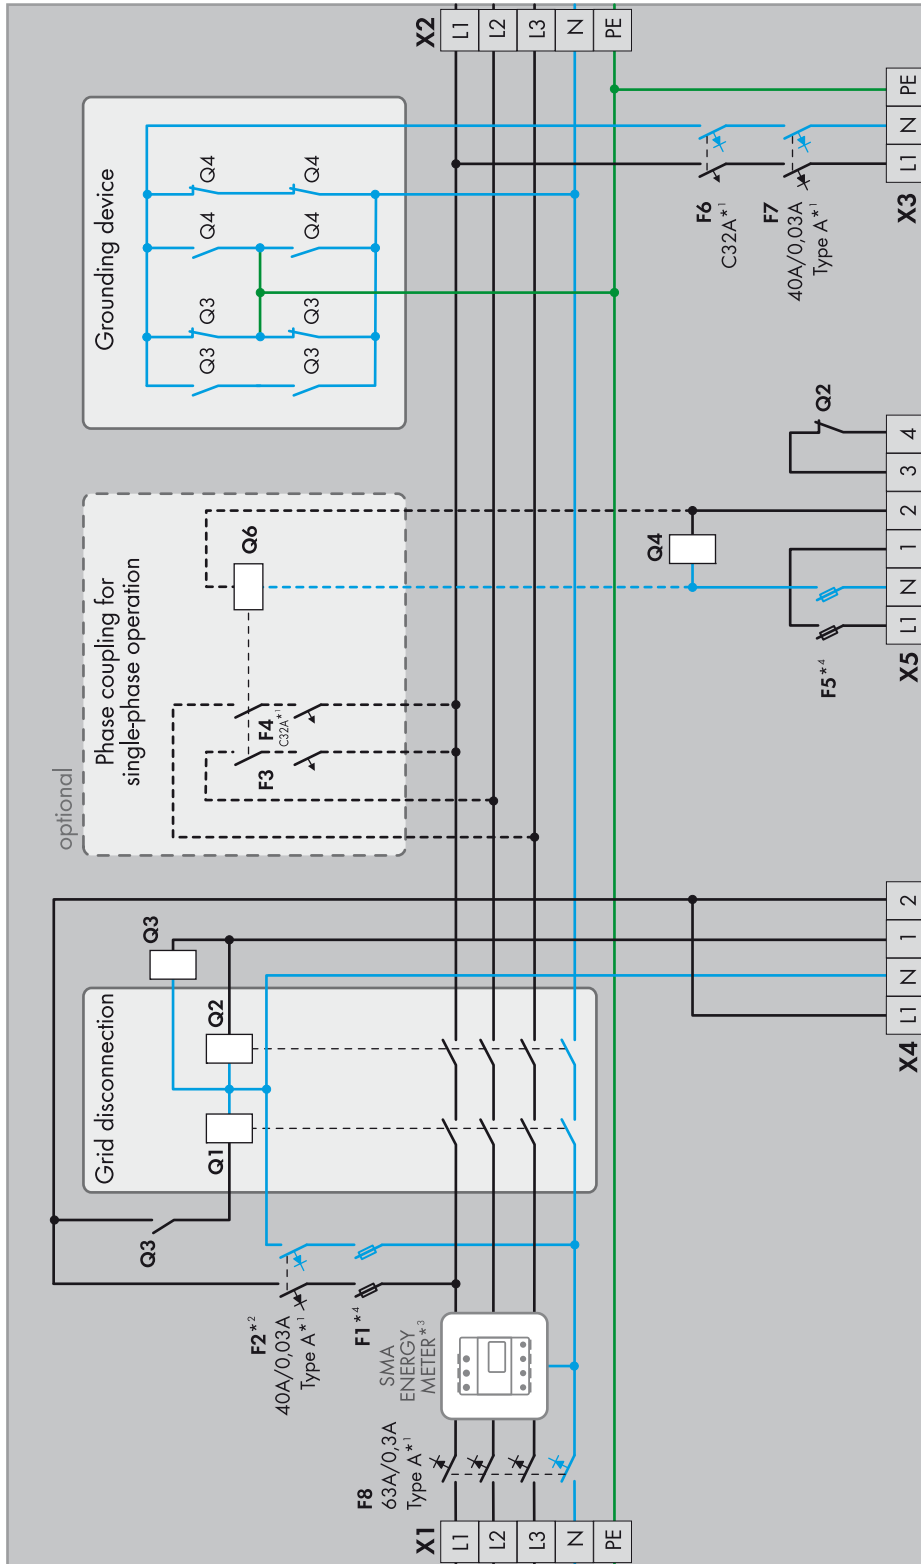 X2
L1
L2
L3
N
PE
Grounding device
Q4
Q4
Q4
Q4
Q3
Q3
Q3
Q3
F6
C32A*1
F7
40A/0,03A
Type A*1
PE
N
L1
X3
optional
Phase coupling for
single-phase operation
Q6
F4
C32A*1
F3
Q4
Q2
4
3
2
1
N
L1
X5
F5*4
Grid disconnection
Q3
Q2
Q1
Q3
2
1
N
L1
X4
F2*2
40A/0,03A
Type A*1
F1*4
SMA
ENERGY
METER*3
F8
63A/0,3A
Type A*1
X1
L1
L2
L3
N
PE